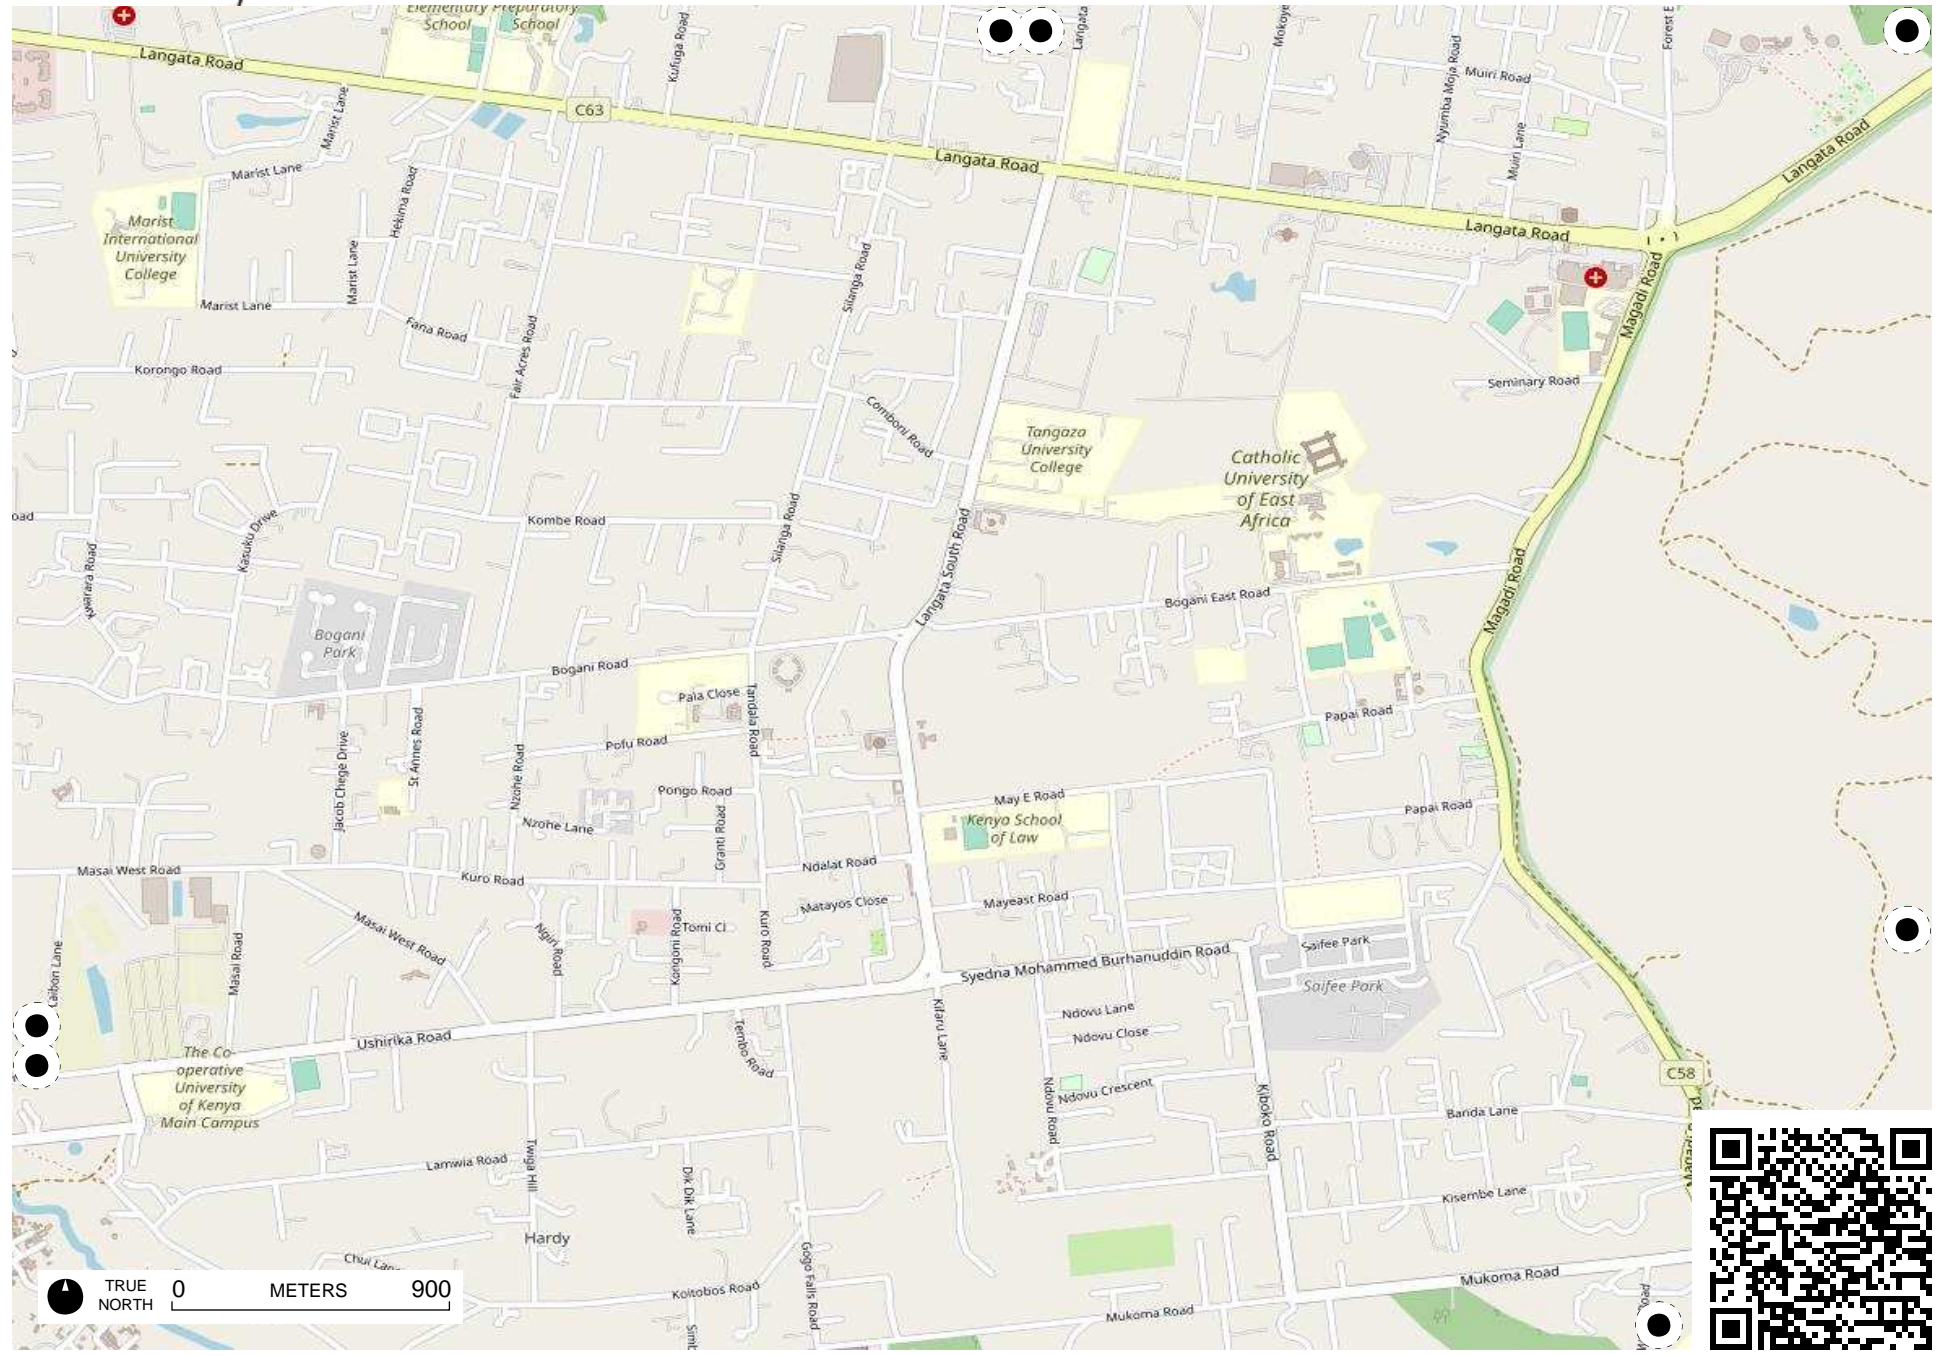 Elementary Preparatory
School School
Langata Road
C63
Kufuga Road
Langata
Mokoye
Nyumba Moja Road
Muiri Road
Muiri Lane
Forest E
Langata Road
Langata Road
Langata Road
Marist Lane
Marist Lane
Hekima Road
Marist
International
University
College
Marist Lane
Marist Lane
Fana Road
Fair Acres Road
Silanga Road
Magadi Road
Korongo Road
Seminary Road
Comboni Road
Tangaza
University
College
Catholic
University
of East
Africa
oad
Kwarara Road
Kasuku Drive
Kombe Road
Silanga Road
Langata South Road
Magadi Road
Bogani East Road
Bogani
Park
Bogani Road
Paia Close
Tandala Road
Pofu Road
Papai Road
Jacob Chege Drive
St Annes Road
Nzohe Road
Pongo Road
Granti Road
Nzohe Lane
May E Road
Kenya School
of Law
Papai Road
Masai West Road
Kuro Road
Ndalat Road
Matayos Close
Mayeast Road
Masai West Road
Ngiri Road
Kongoni Road
Tomi Cl
Kuro Road
Laibon Lane
Masai Road
Syedna Mohammed Burhanuddin Road
Saifee Park
Saifee Park
Ushirika Road
Tembo Road
Kifaru Lane
Ndovu Lane
Ndovu Close
Ndovu Crescent
Ndovu Road
Kiboko Road
C58
Banda Lane
The Co-
operative
University
of Kenya
Main Campus
Lamwia Road
Twiga Hill
Dik Dik Lane
Kisembe Lane
Hardy
Chui Lane
Gogo Falls Road
Koitobos Road
Mukoma Road
Mukoma Road
Simb
TRUE
NORTH
0 METERS 900